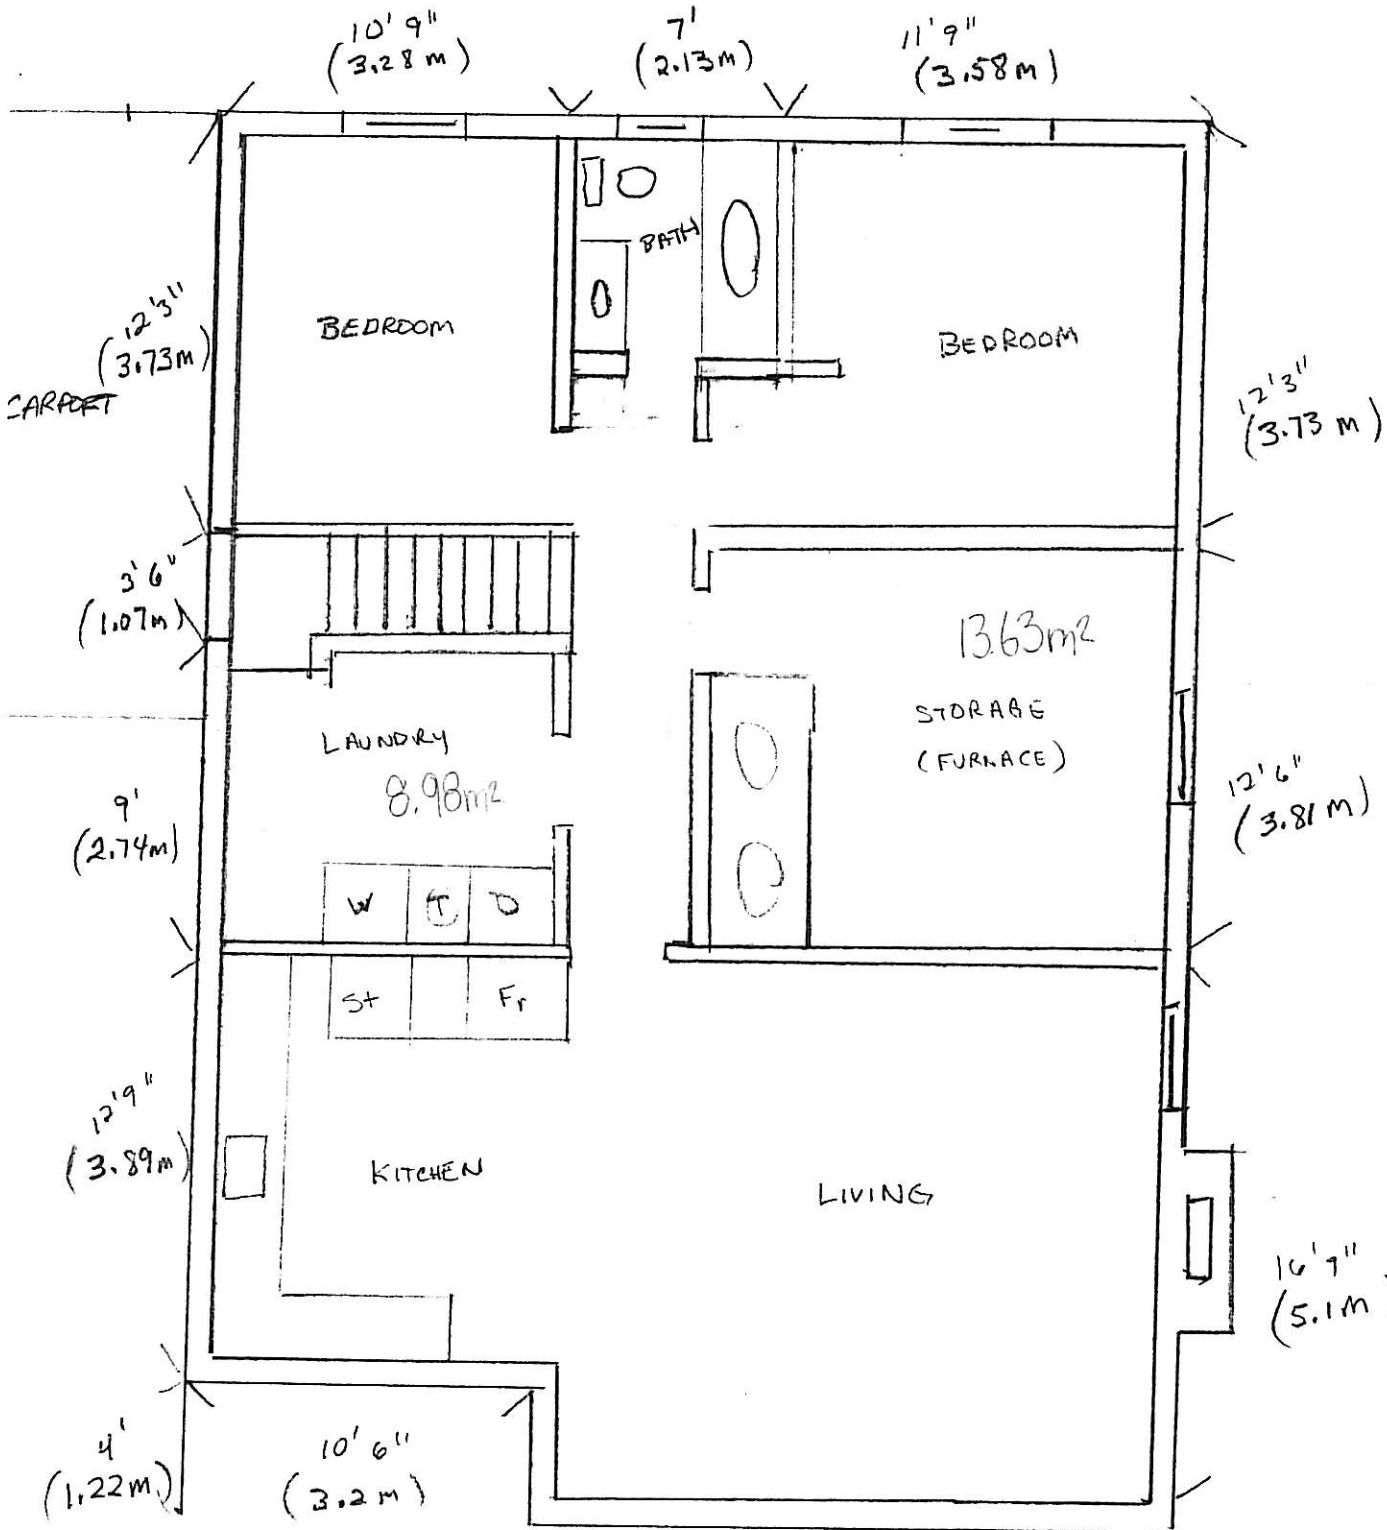 10' 9"
(3.28 m)
7'
(2.13m)
11' 9"
(3.58m)
BATH
BEDROOM
BEDROOM
12'3"
(3.73m)
CARPORT
12'3"
(3.73 m)
3'6"
(1.07m)
13.63m²
STORAGE
(FURNACE)
LAUNDRY
8.98m²
9'
(2.74m)
12'6"
(3.81 m)
W
T
D
St
Fr
12'9"
(3.89m)
KITCHEN
LIVING
16'9"
(5.1m
4'
(1.22m)
10' 6"
(3.2 m)